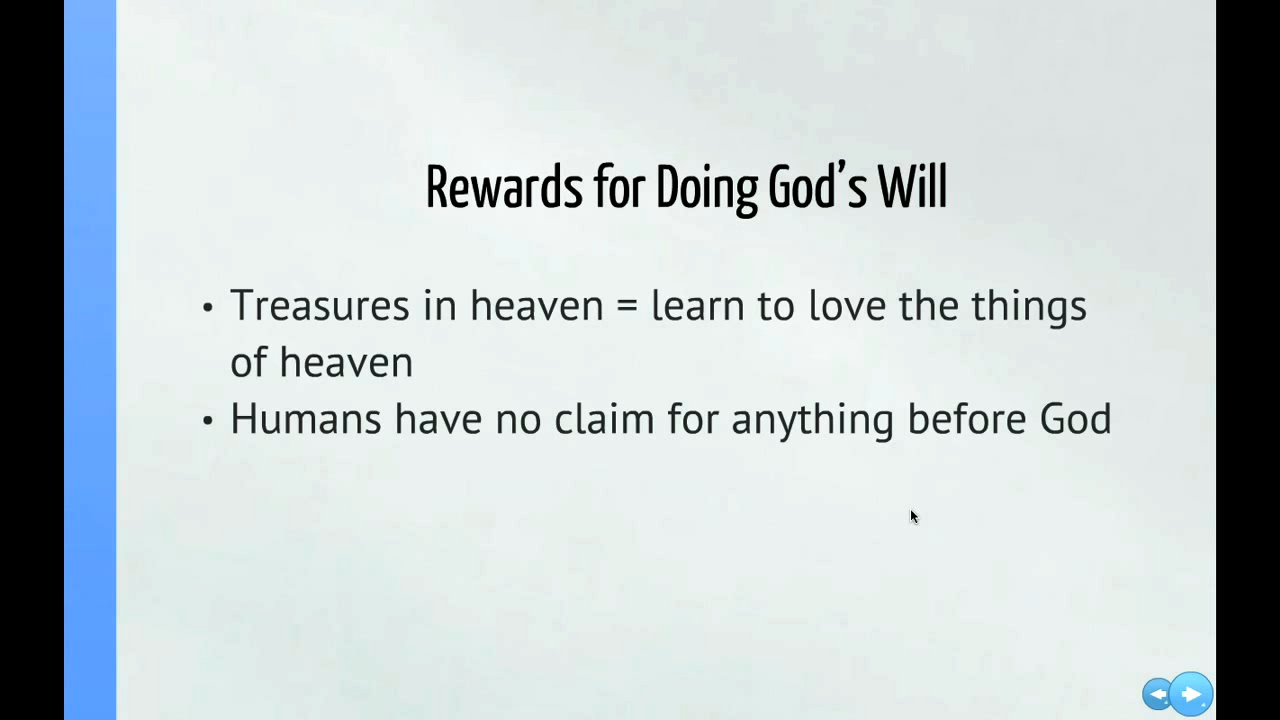 Rewards for Doing God’s Will
• Treasures in heaven = learn to love the things
of heaven
• Humans have no claim for anything before God